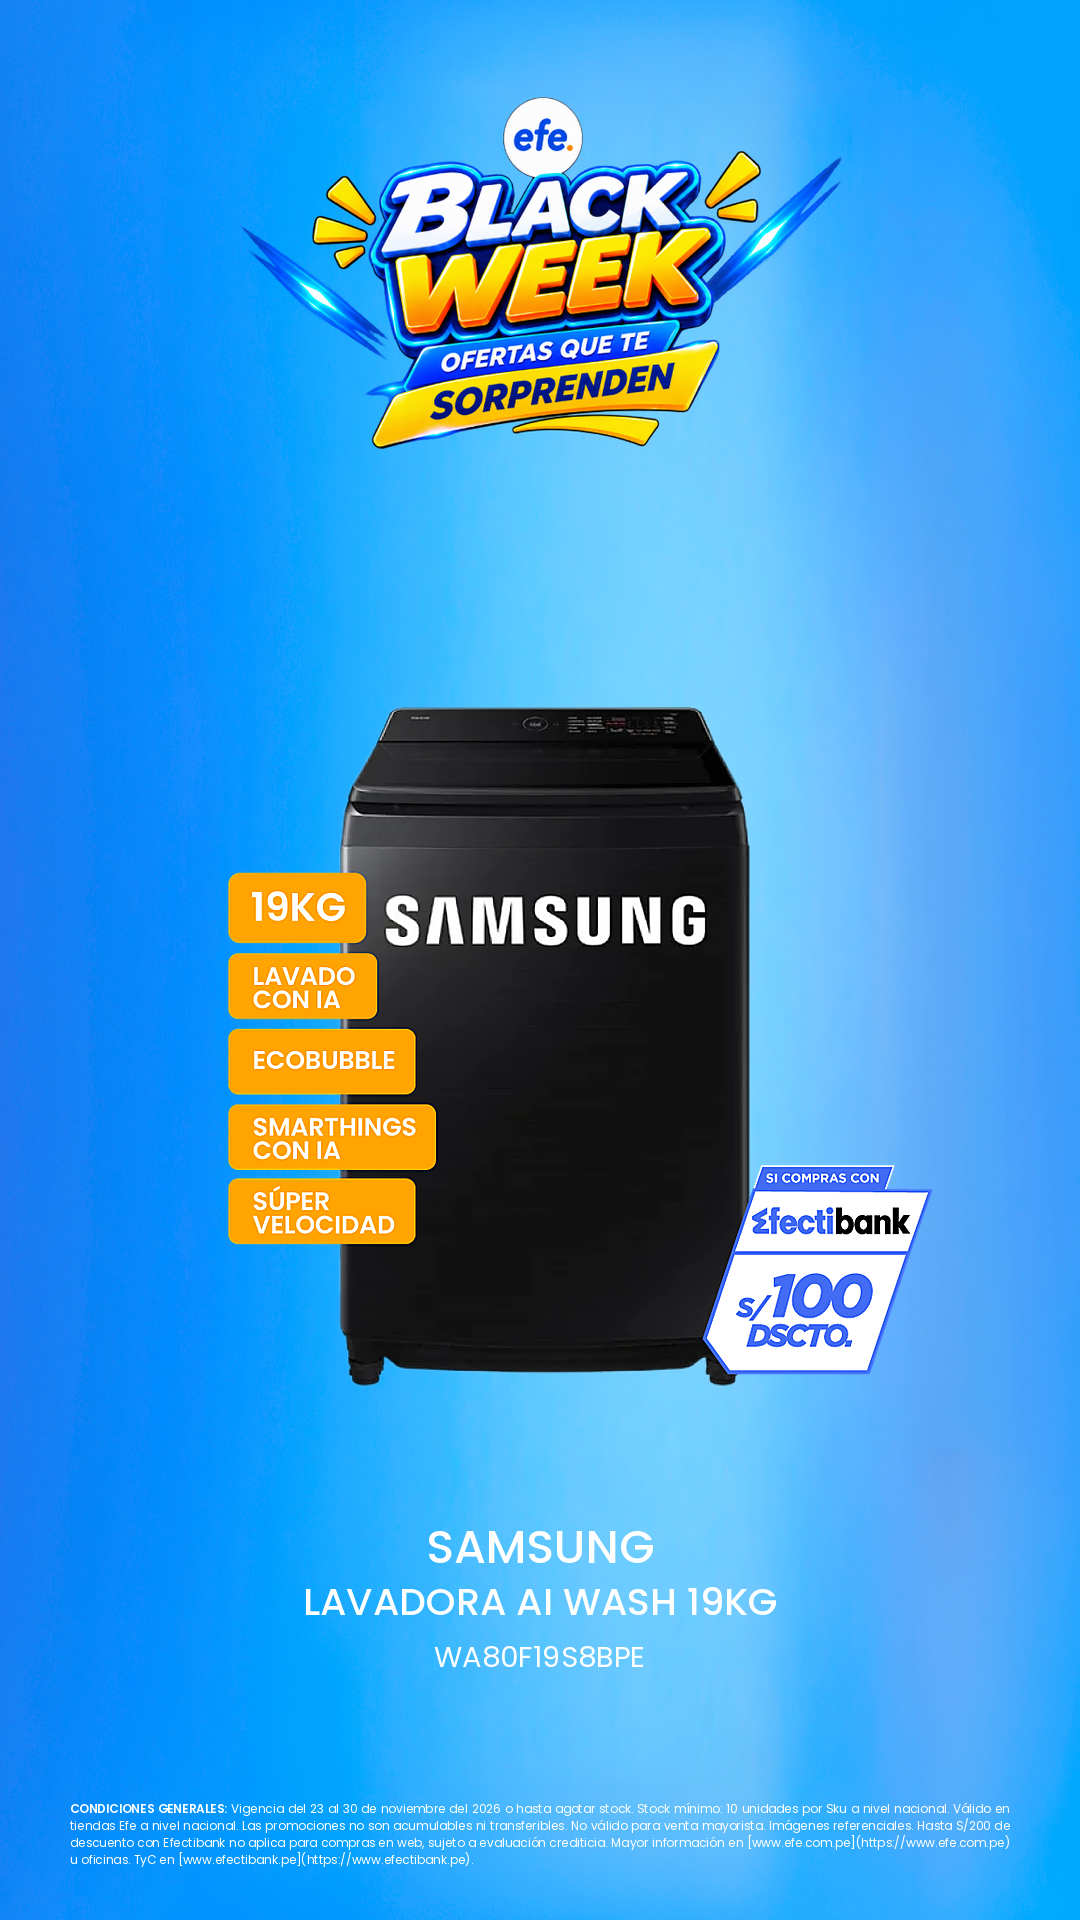 efe.
BLACK
WEEK
OFERTAS QUE TE
SORPRENDEN
19KG
SAMSUNG
LAVADO
CON IA
ECOBUBBLE
SMARTHINGS
CON IA
SÚPER
VELOCIDAD
SI COMPRAS CON
Efectibank
S/100
DSCTO.
SAMSUNG
LAVADORA AI WASH 19KG
WA80F19S8BPE
CONDICIONES GENERALES: Vigencia del 23 al 30 de noviembre del 2026 o hasta agotar stock. Stock mínimo: 10 unidades por Sku a nivel nacional. Válido en
tiendas Efe a nivel nacional. Las promociones no son acumulables ni transferibles. No válido para venta mayorista. Imágenes referenciales. Hasta S/200 de
descuento con Efectibank no aplica para compras en web, sujeto a evaluación crediticia. Mayor información en [www.efe.com.pe](https://www.efe.com.pe)
u oficinas. TyC en [www.efectibank.pe](https://www.efectibank.pe).